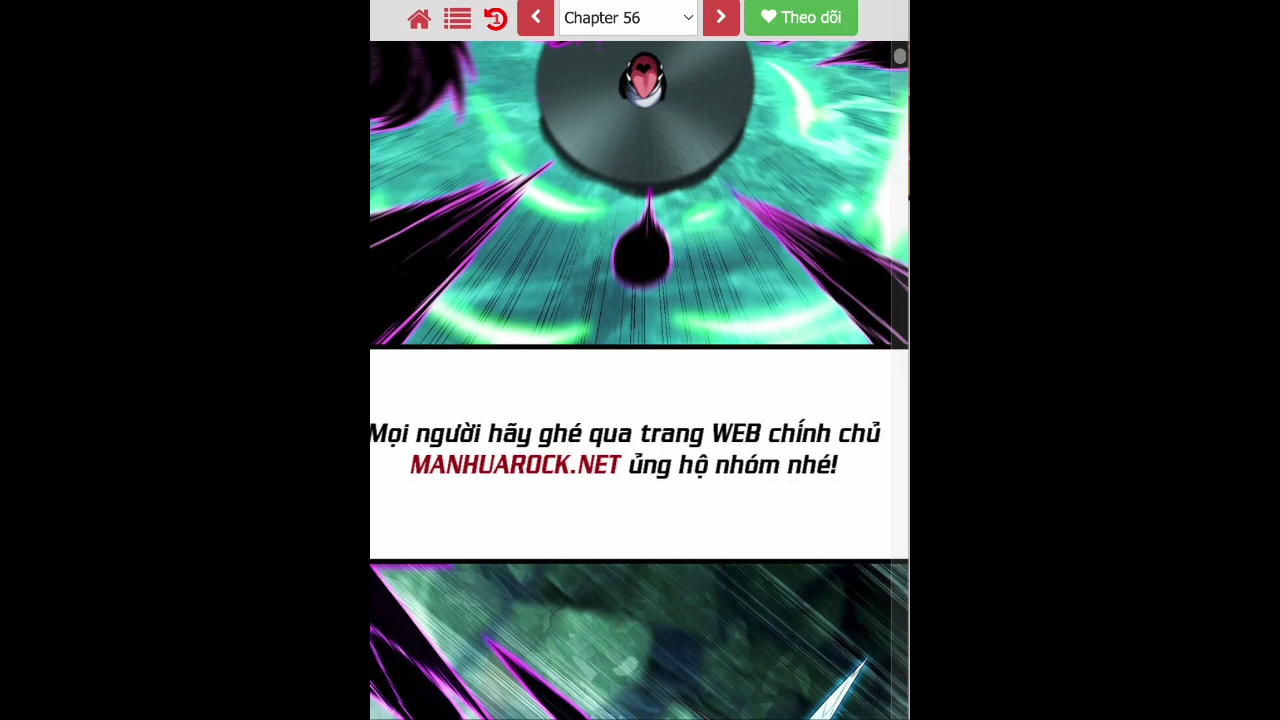 Chapter 56
Theo dõi
Mọi người hãy ghé qua trang WEB chính chủ
MANHUAROCK.NET ủng hộ nhóm nhé!